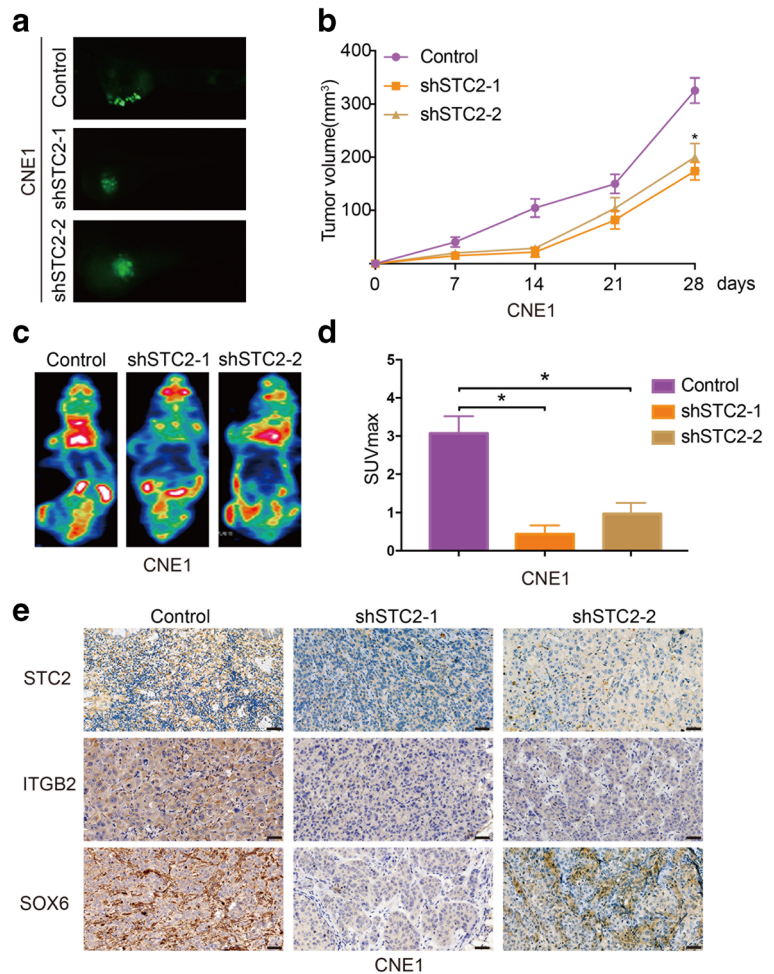 a
CNE1
Control
shSTC2-1
shSTC2-2
b
Tumor volume(mm³)
400
300
200
100
0 7 14 21 28 days
CNE1
Control
shSTC2-1
shSTC2-2
*
c
Control shSTC2-1 shSTC2-2
CNE1
d
SUVmax
5
4
3
2
1
0
* *
CNE1
Control
shSTC2-1
shSTC2-2
e
Control shSTC2-1 shSTC2-2
STC2
ITGB2
SOX6
CNE1